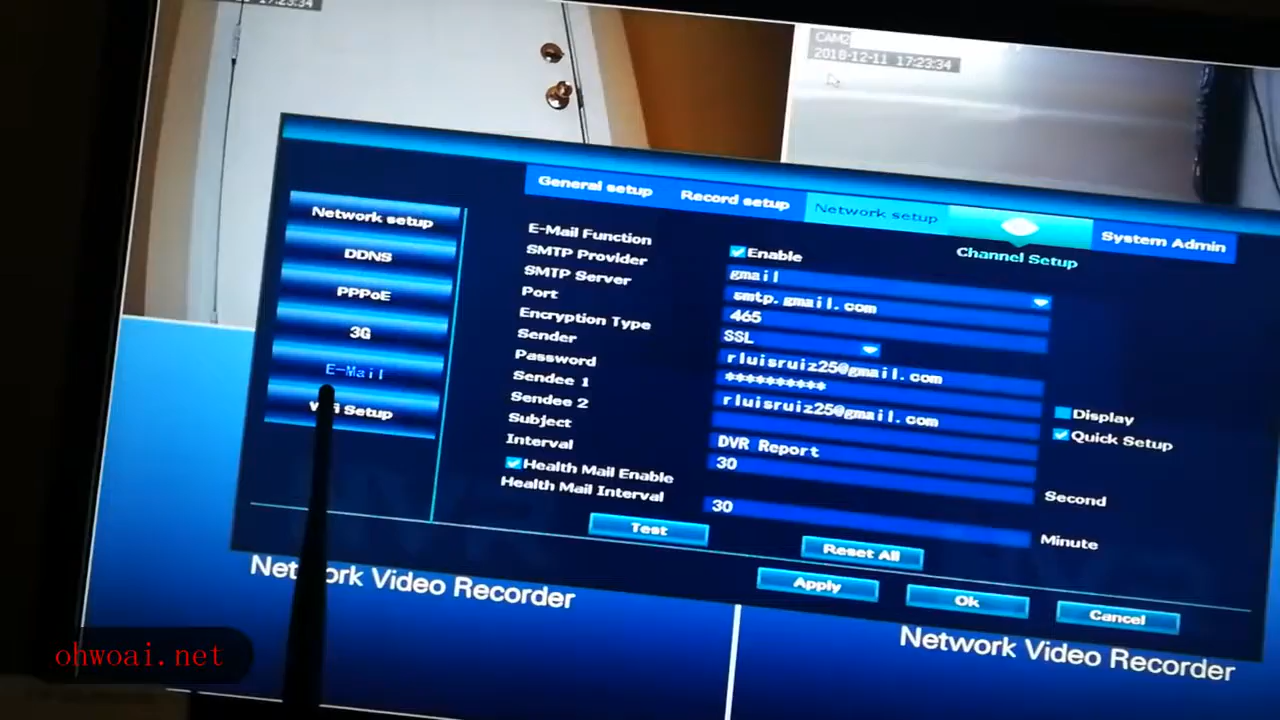 17:23:34
CAM2
2018-12-11 17:23:34
General setup
Record setup
Network setup
Channel Setup
System Admin
Network setup
DDNS
PPPoE
3G
E-Mail
Setup
E-Mail Function
Enable
SMTP Provider
gmail
SMTP Server
smtp.gmail.com
Port
465
Encryption Type
SSL
Sender
rluisruiz25@gmail.com
Password
**********
Display
Sendee 1
rluisruiz25@gmail.com
Quick Setup
Sendee 2
Subject
DVR Report
Interval
30
Second
Health Mail Enable
Health Mail Interval
30
Minute
Test
Reset All
Apply
Ok
Cancel
Network Video Recorder
Network Video Recorder
ohwoai.net